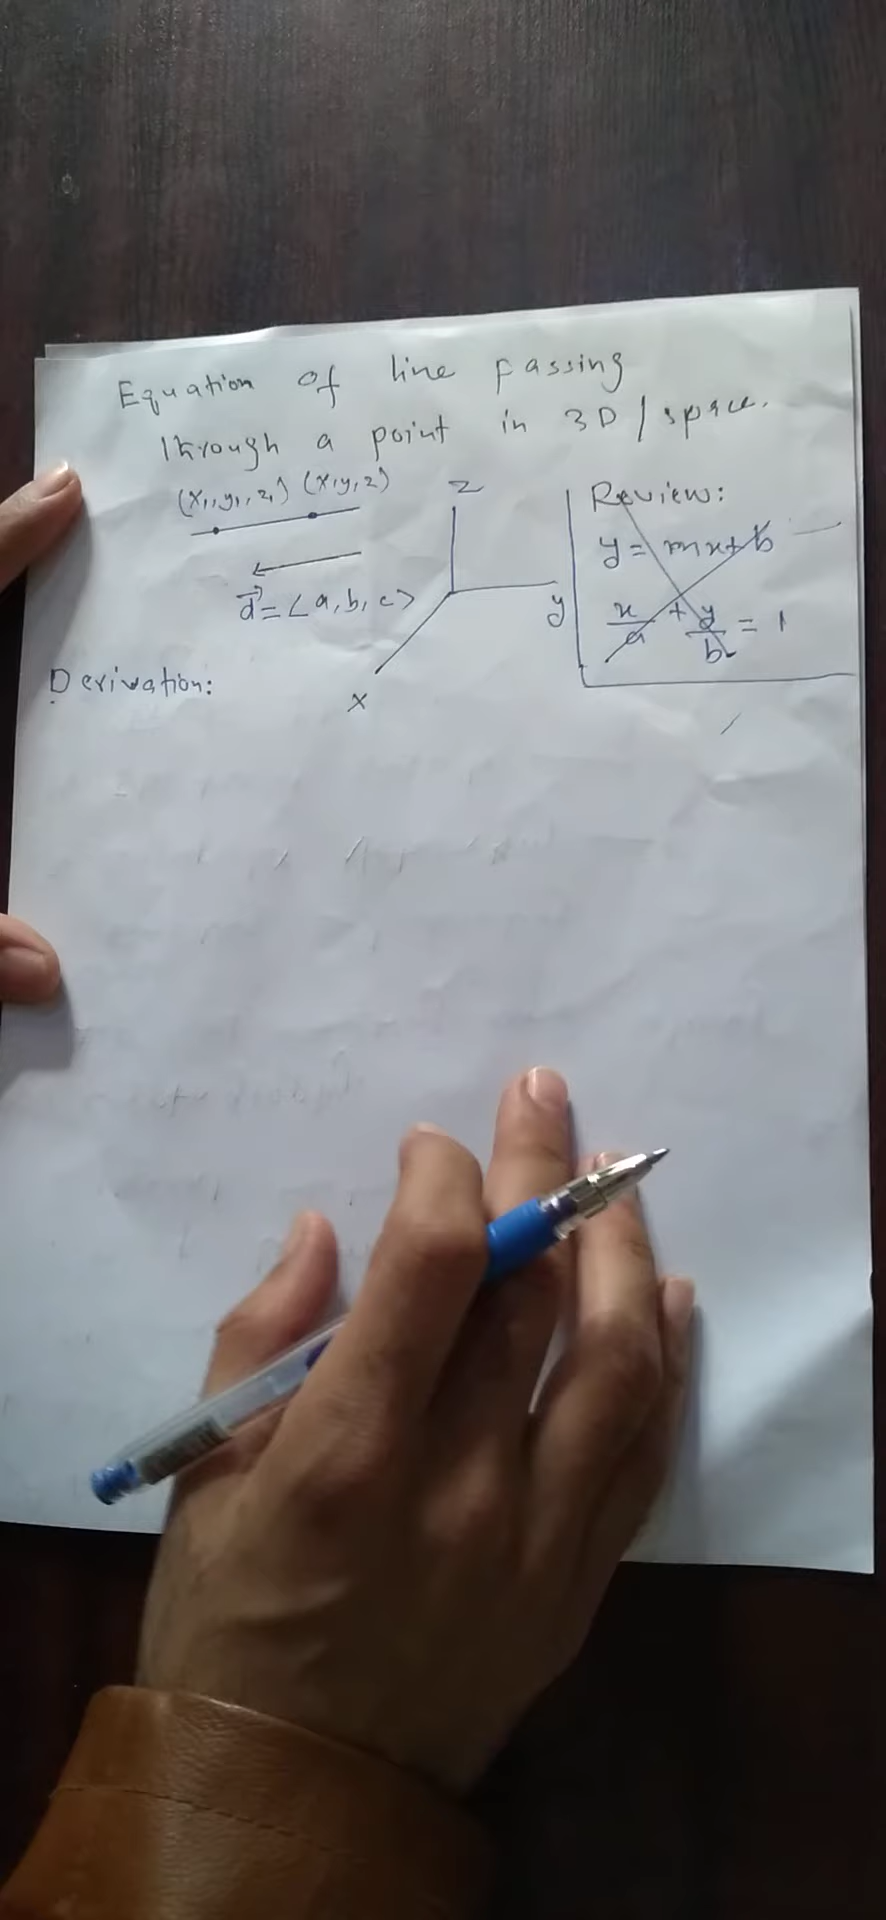 Equation of line passing
through a point in 3D / space.
(x₁, y₁, z₁) (x, y, z)
d⃗ = <a, b, c>
z
y
x
Review:
y = mx + b
x/a + y/b = 1
Derivation: